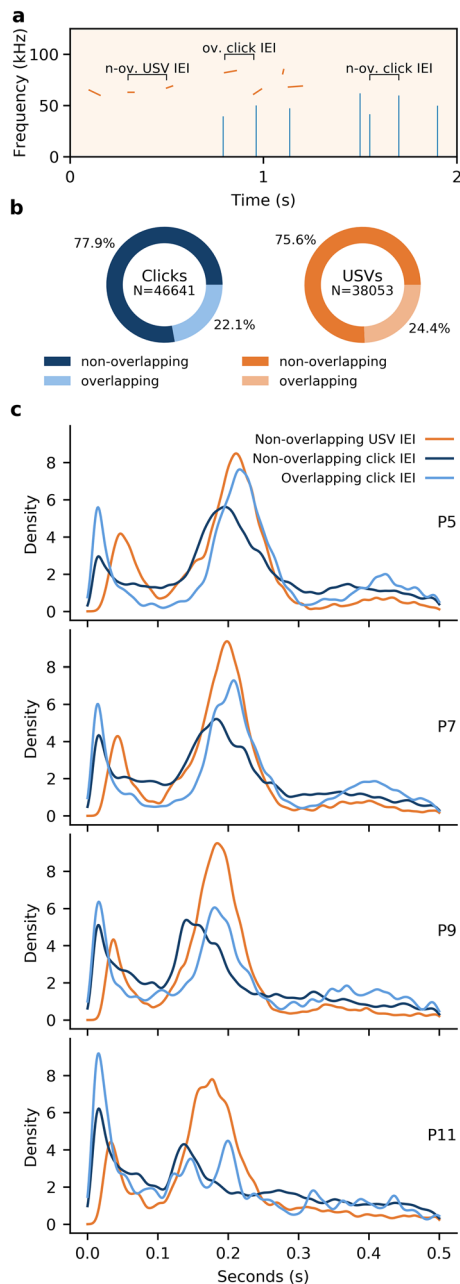 a
Frequency (kHz)
100
50
0
n-ov. USV IEI
ov. click IEI
n-ov. click IEI
0
1
2
Time (s)
b
77.9%
Clicks
N=46641
22.1%
75.6%
USVs
N=38053
24.4%
non-overlapping
overlapping
non-overlapping
overlapping
c
Non-overlapping USV IEI
Non-overlapping click IEI
Overlapping click IEI
P5
Density
8
6
4
2
0
P7
Density
8
6
4
2
0
P9
Density
8
6
4
2
0
P11
Density
8
6
4
2
0
0.0
0.1
0.2
0.3
0.4
0.5
Seconds (s)